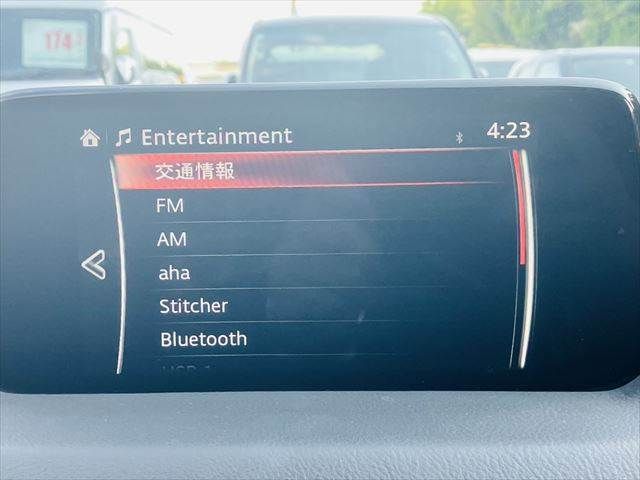 174
Entertainment 4:23
交通情報
FM
AM
aha
Stitcher
Bluetooth